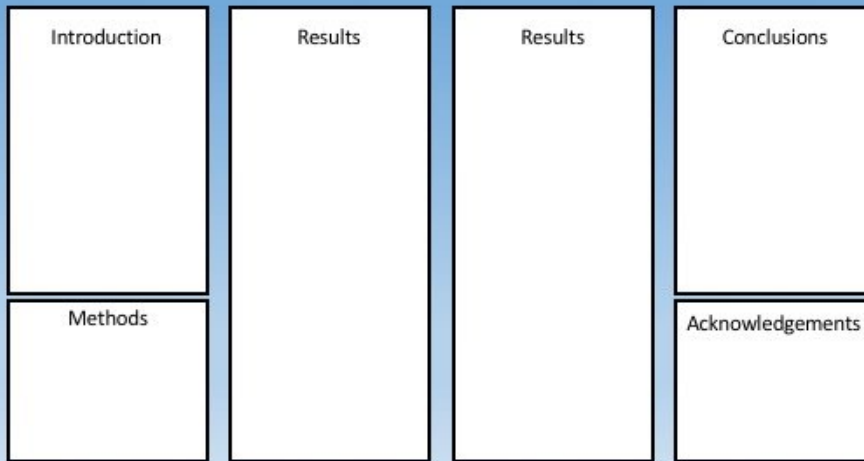 Introduction
Methods
Results
Results
Conclusions
Acknowledgements